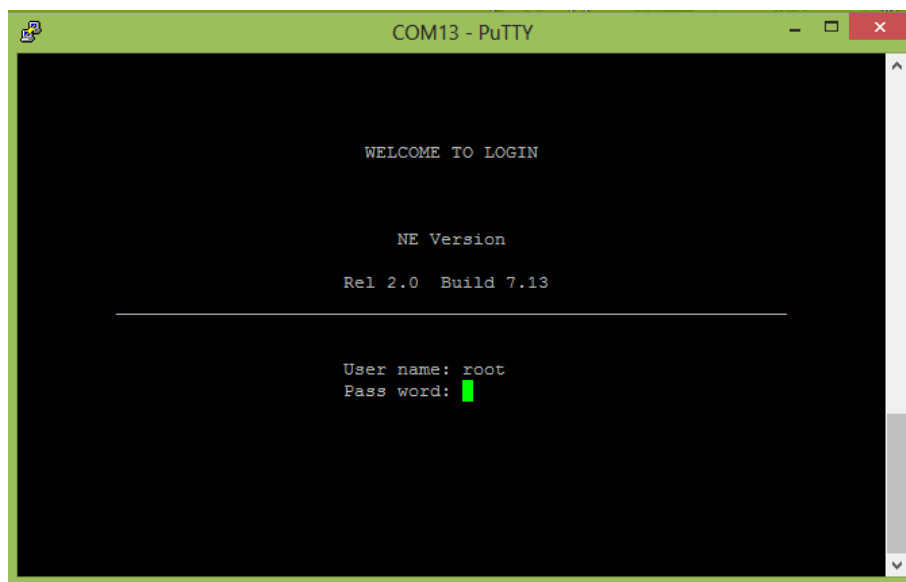 COM13 - PuTTY
WELCOME TO LOGIN
NE Version
Rel 2.0 Build 7.13
User name: root
Pass word: